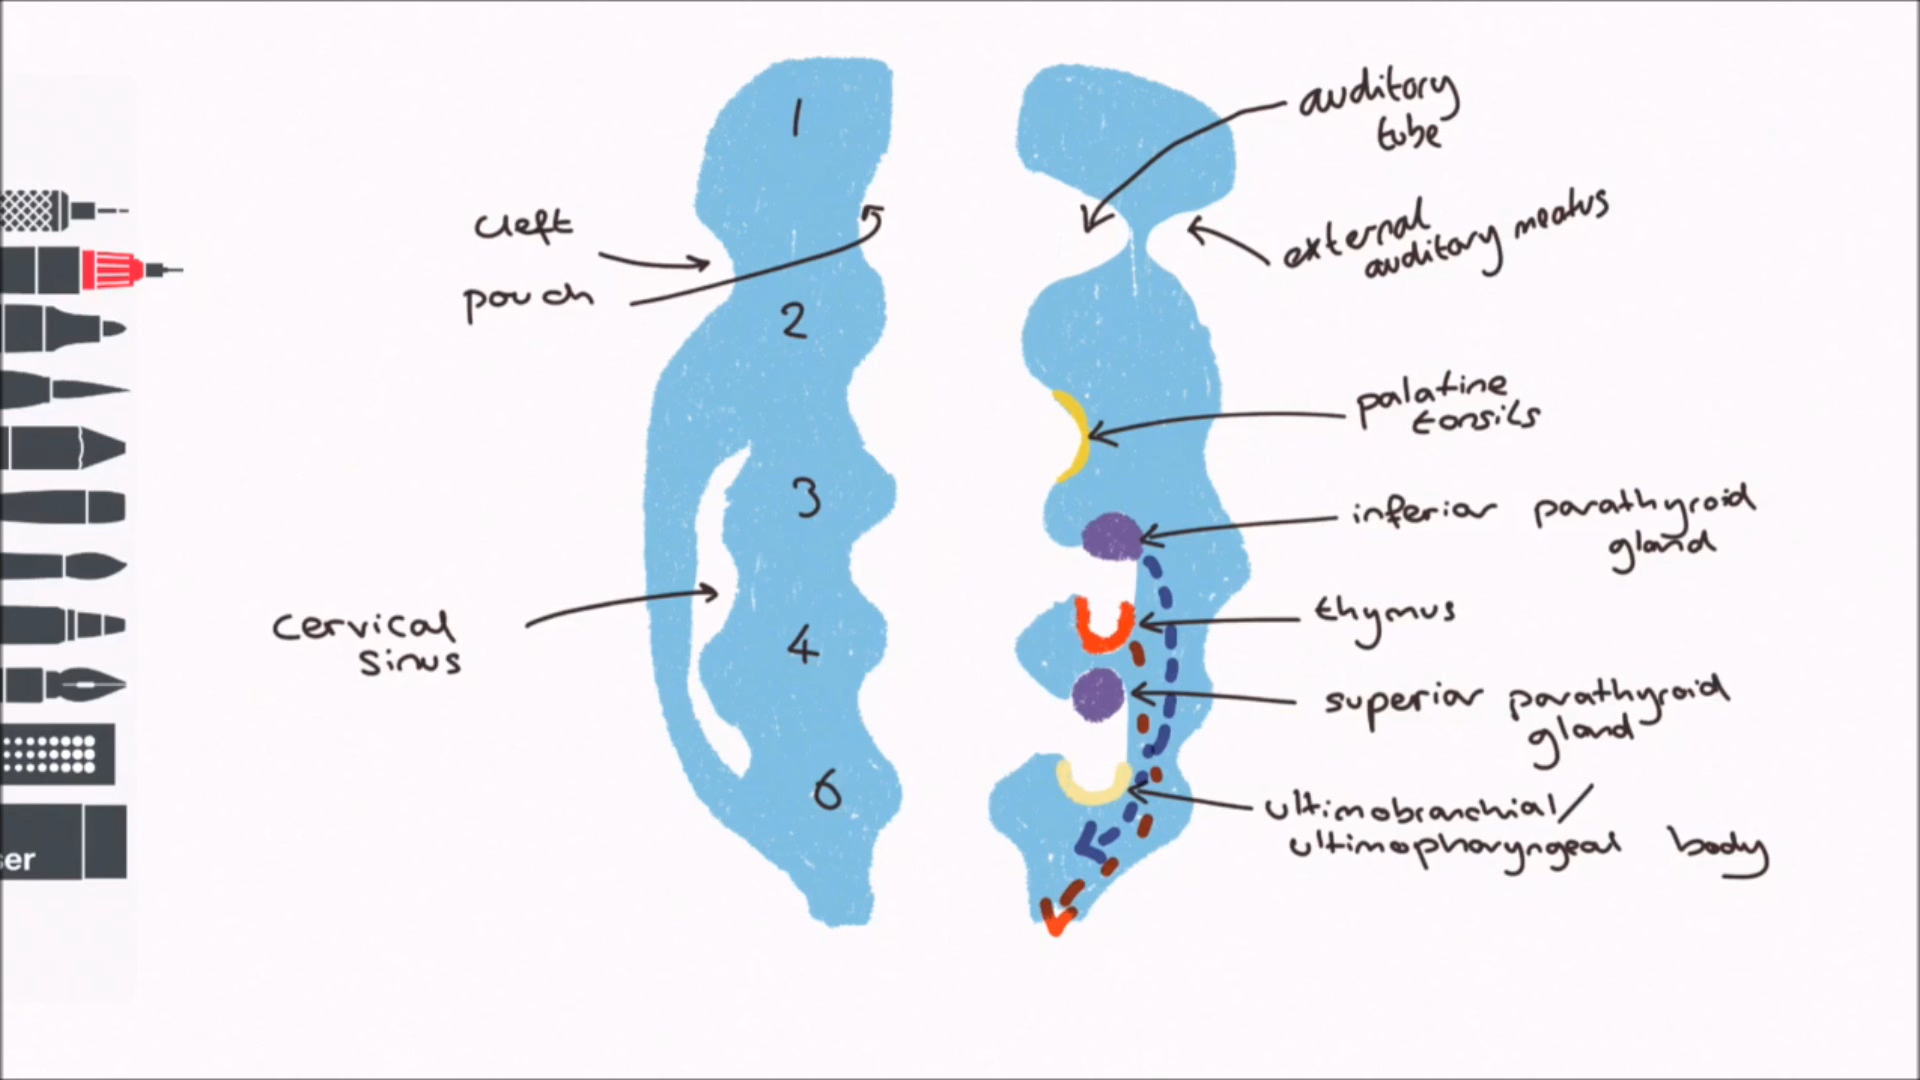 1
2
3
4
6
cleft
pouch
cervical
sinus
auditory
tube
external
auditory meatus
palatine
tonsils
inferior parathyroid
gland
thymus
superior parathyroid
gland
ultimobranchial/
ultimopharyngeal body
ser